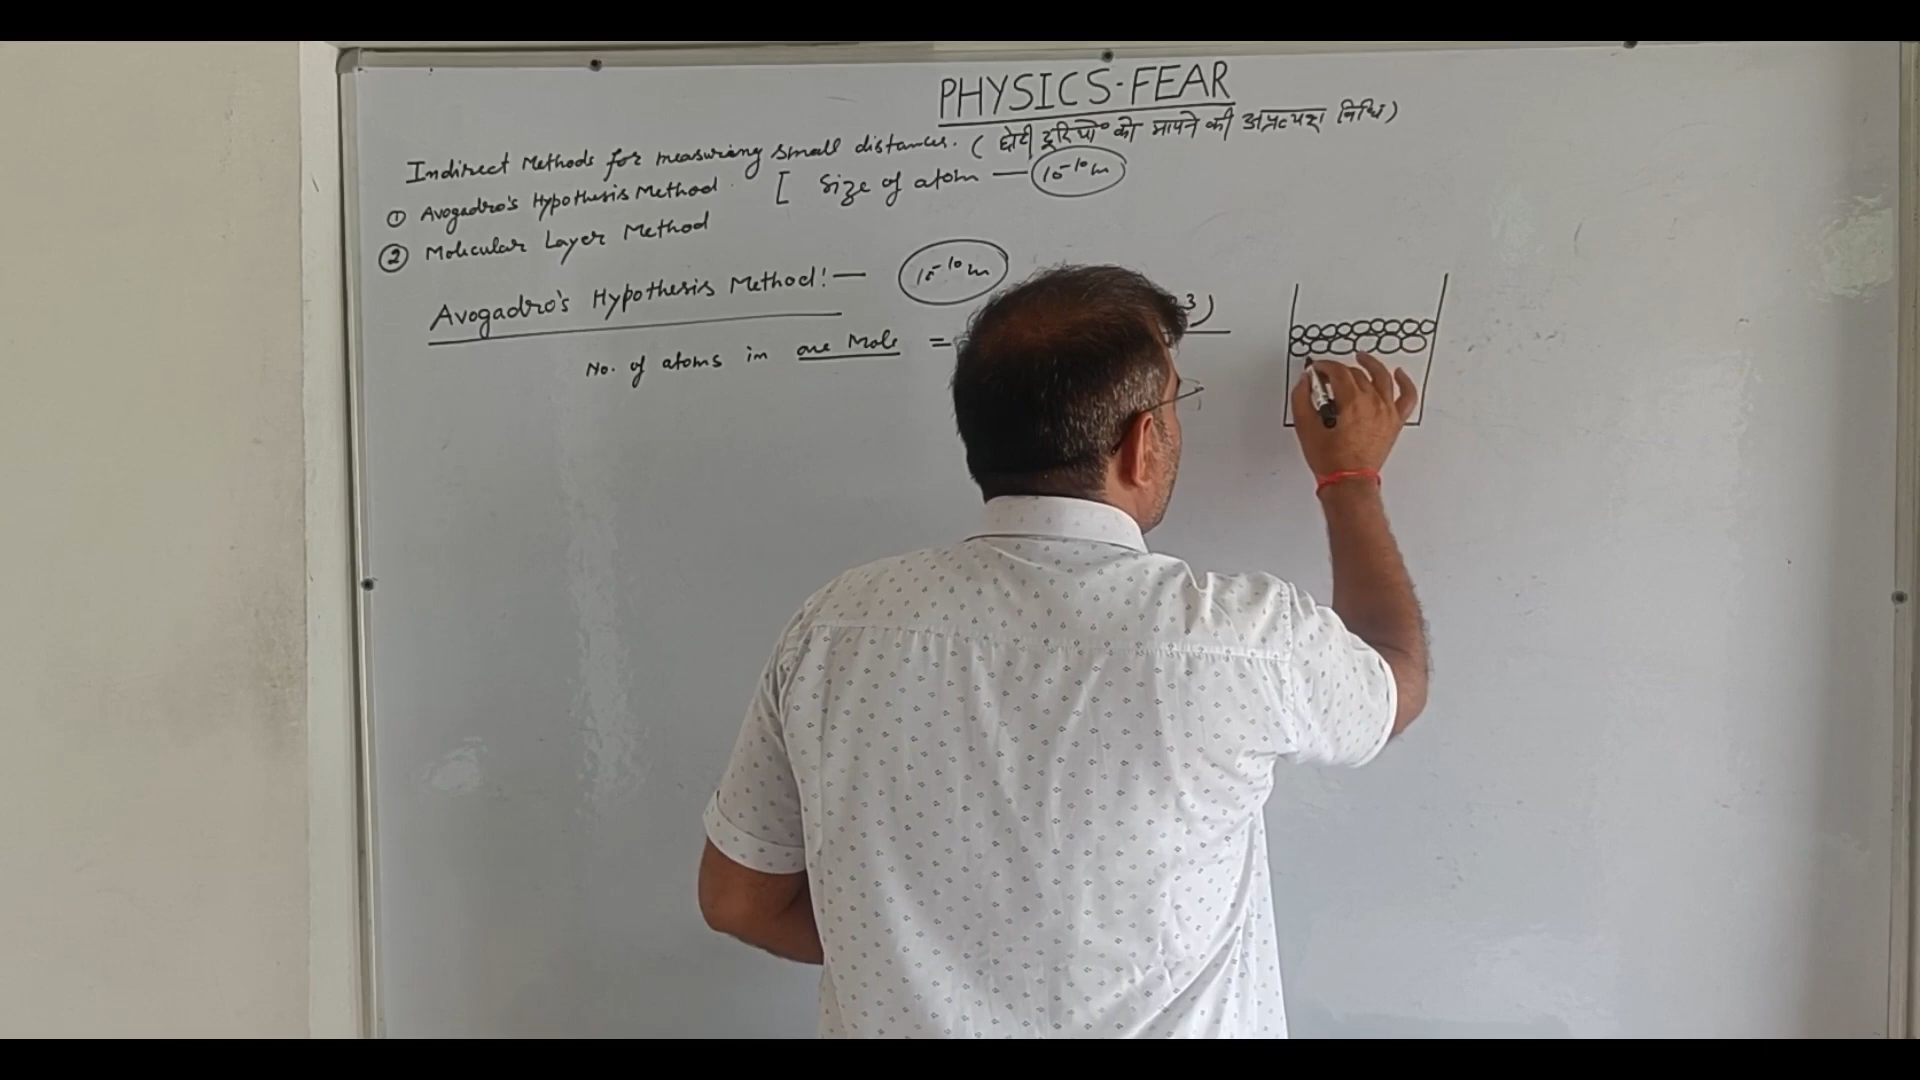 PHYSICS-FEAR
Indirect Methods for measuring small distances. (छोटी दूरियों को मापने की अप्रत्यक्ष विधि)
① Avogadro's Hypothesis Method. [ Size of atom — 10⁻¹⁰m
② Molicular Layer Method
Avogadro's Hypothesis Method:— 10⁻¹⁰m
No. of atoms in one Mole =